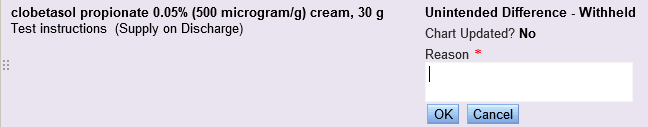 clobetasol propionate 0.05% (500 microgram/g) cream, 30 g
Test instructions (Supply on Discharge)
Unintended Difference - Withheld
Chart Updated? No
Reason *
OK Cancel